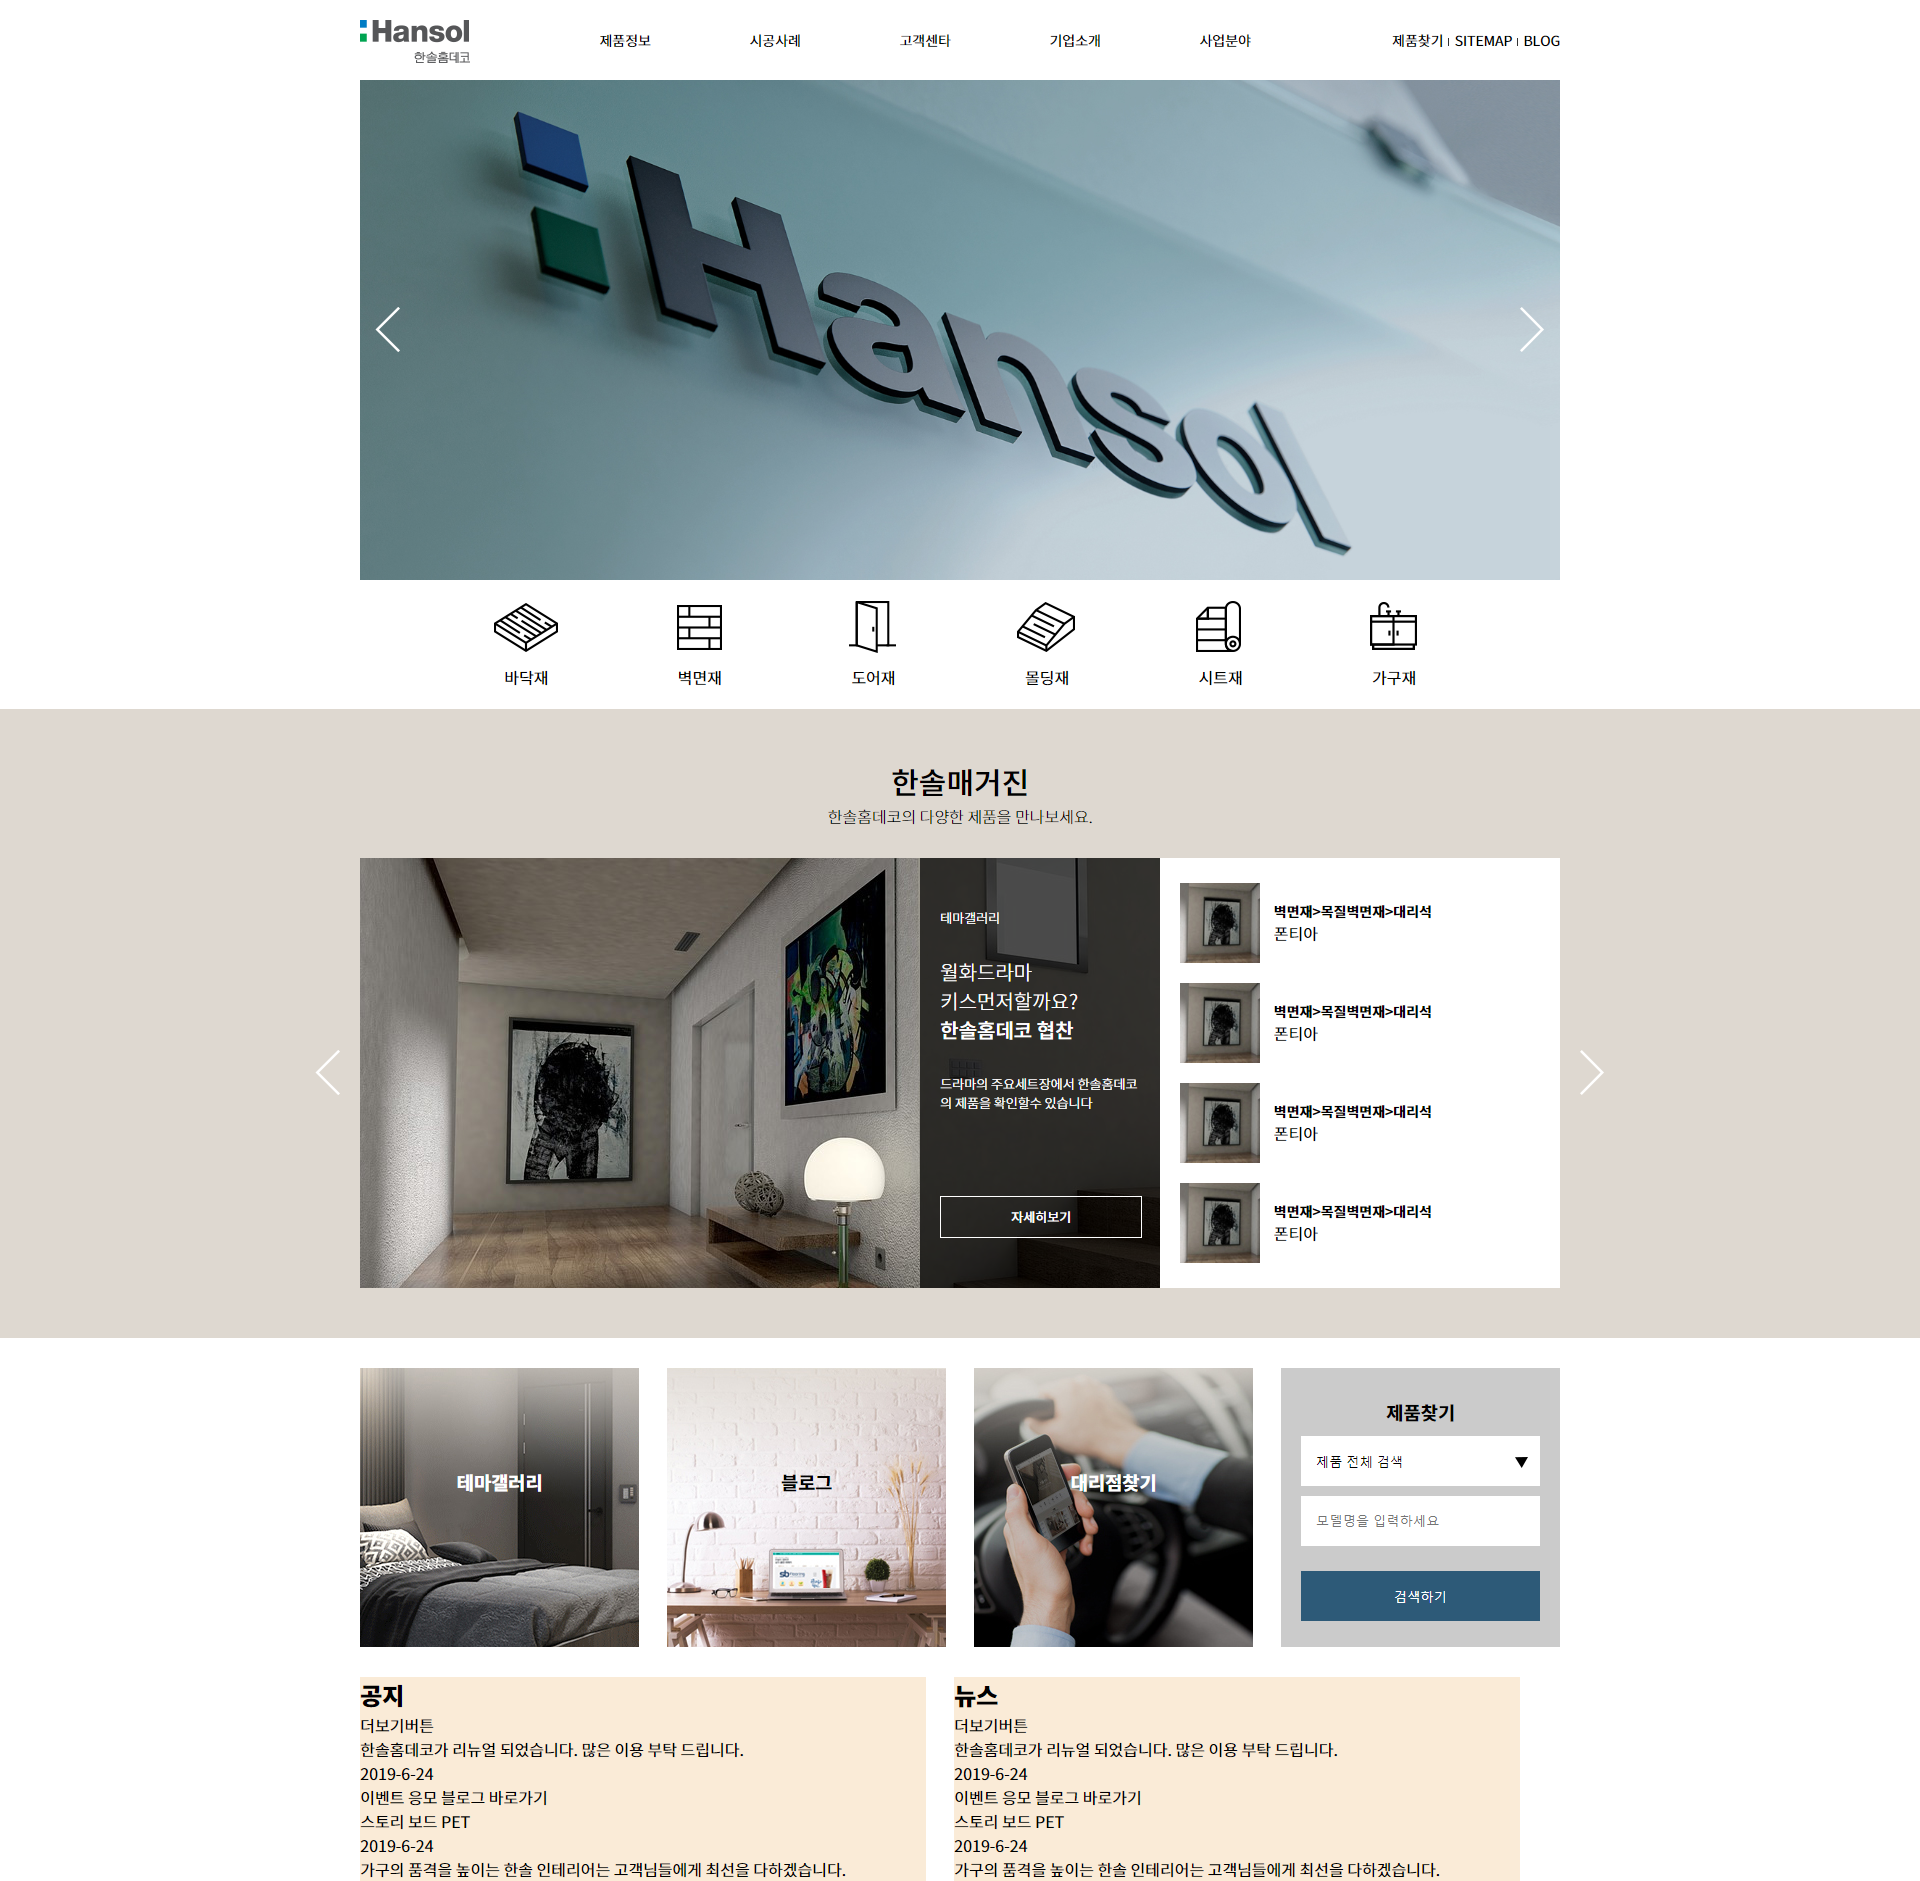 Hansol
한솔홈데코
제품정보
시공사례
고객센타
기업소개
사업분야
제품찾기 | SITEMAP | BLOG
Hansol
바닥재
벽면재
도어재
몰딩재
시트재
가구재
한솔매거진
한솔홈데코의 다양한 제품을 만나보세요.
테마갤러리
월화드라마
키스먼저할까요?
한솔홈데코 협찬
드라마의 주요세트장에서 한솔홈데코
의 제품을 확인할수 있습니다
자세히보기
벽면재>목질벽면재>대리석
폰티아
벽면재>목질벽면재>대리석
폰티아
벽면재>목질벽면재>대리석
폰티아
벽면재>목질벽면재>대리석
폰티아
테마갤러리
블로그
대리점찾기
제품찾기
제품 전체 검색
모델명을 입력하세요
검색하기
공지
더보기버튼
한솔홈데코가 리뉴얼 되었습니다. 많은 이용 부탁 드립니다.
2019-6-24
이벤트 응모 블로그 바로가기
스토리 보드 PET
2019-6-24
가구의 품격을 높이는 한솔 인테리어는 고객님들에게 최선을 다하겠습니다.
뉴스
더보기버튼
한솔홈데코가 리뉴얼 되었습니다. 많은 이용 부탁 드립니다.
2019-6-24
이벤트 응모 블로그 바로가기
스토리 보드 PET
2019-6-24
가구의 품격을 높이는 한솔 인테리어는 고객님들에게 최선을 다하겠습니다.